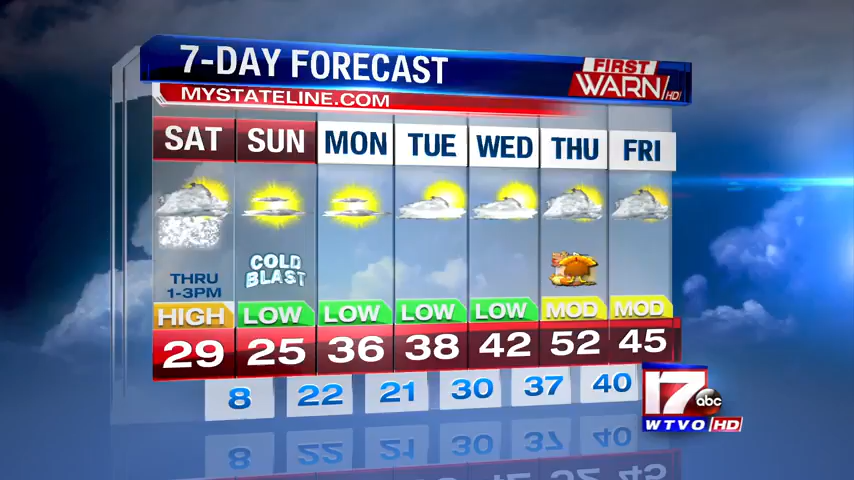 7-DAY FORECAST
FIRST
WARN HD
MYSTATELINE.COM
SAT SUN MON TUE WED THU FRI
COLD
BLAST
THRU
1-3PM
HIGH LOW LOW LOW LOW MOD MOD
29 25 36 38 42 52 45
8 22 21 30 37 40
17 abc
WTVO HD